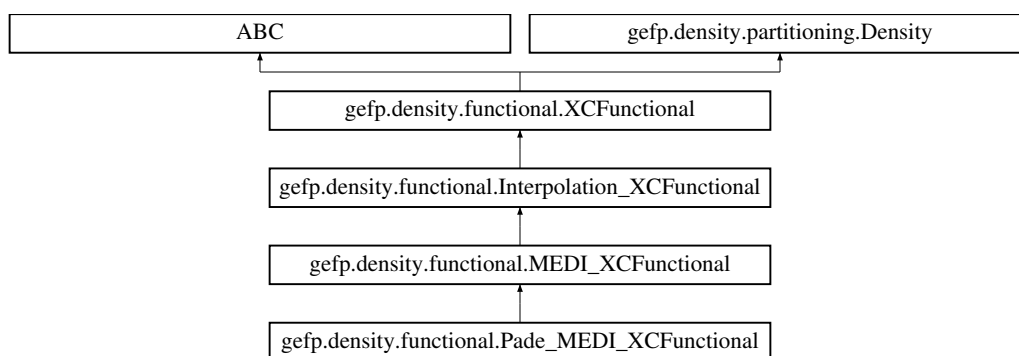 ABC
gefp.density.partitioning.Density
gefp.density.functional.XCFunctional
gefp.density.functional.Interpolation_XCFunctional
gefp.density.functional.MEDI_XCFunctional
gefp.density.functional.Pade_MEDI_XCFunctional